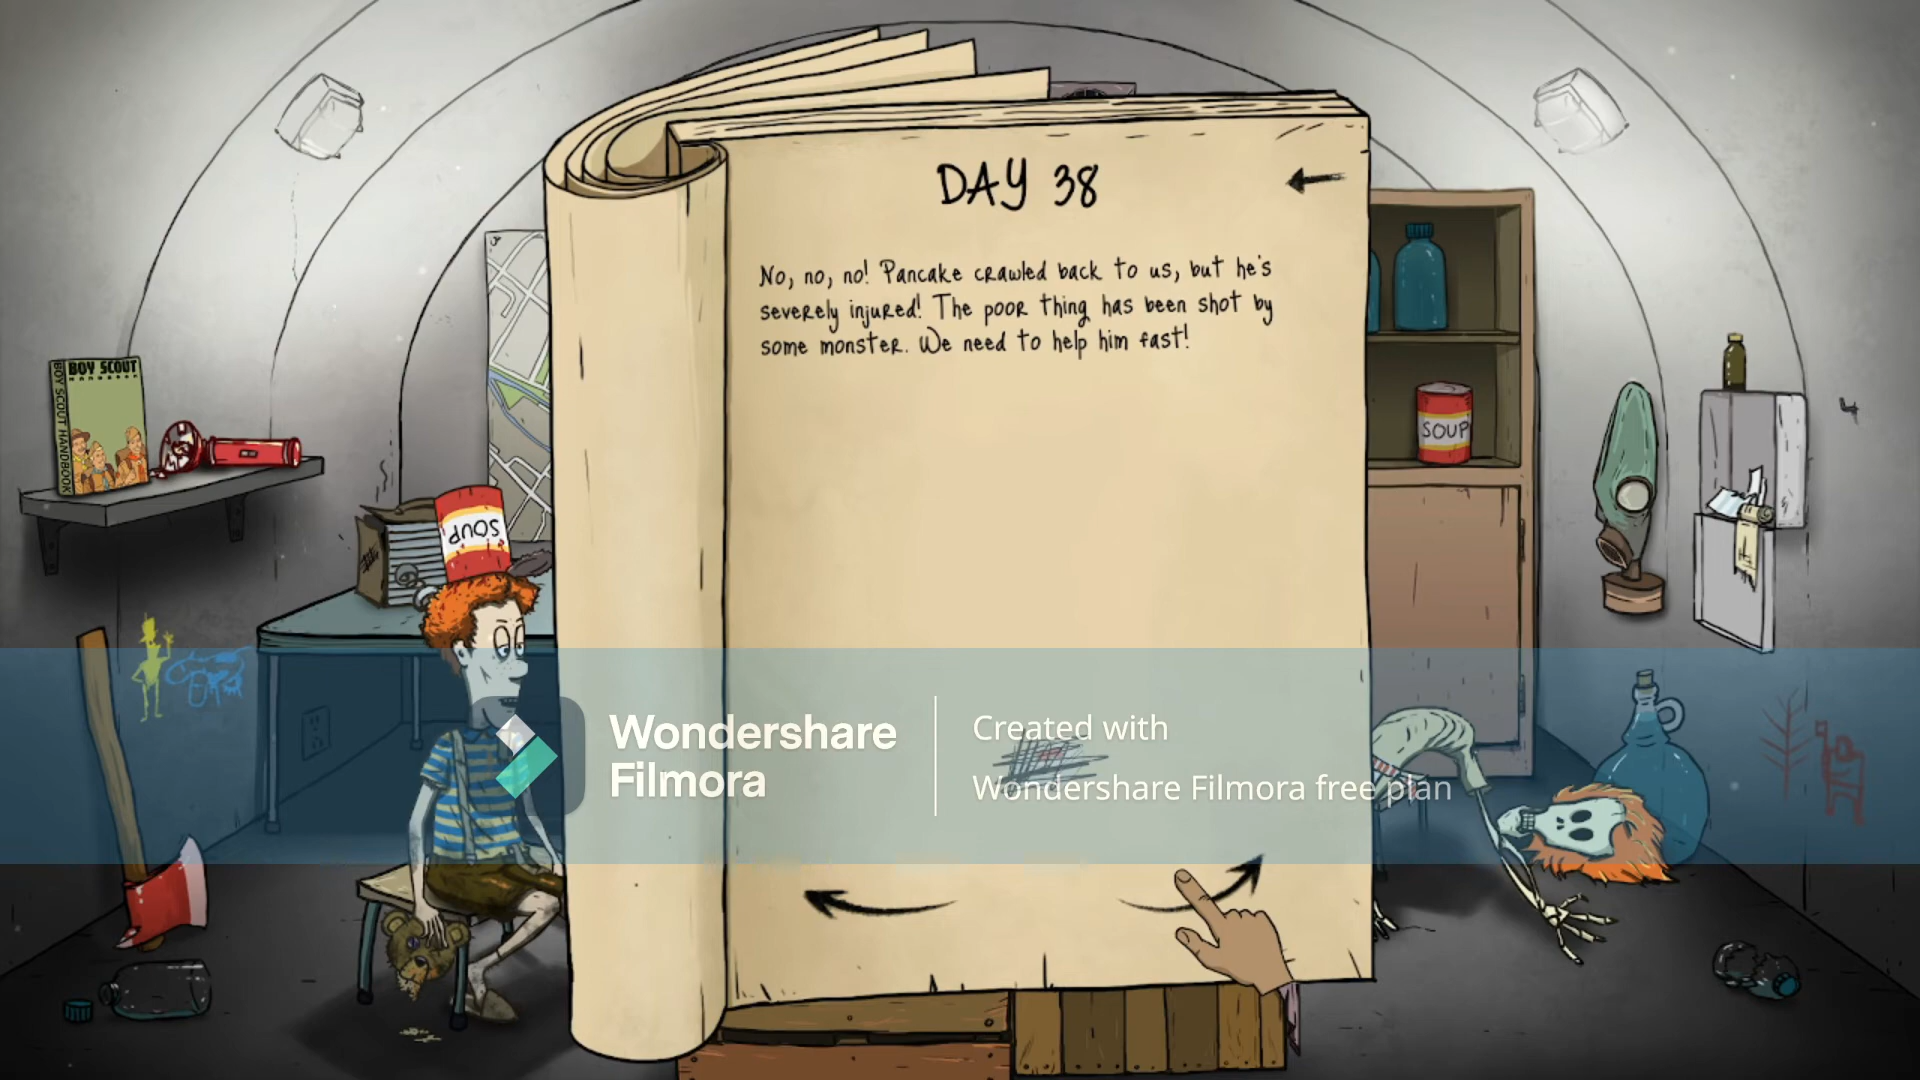 DAY 38
No, no, no! Pancake crawled back to us, but he's
severely injured! The poor thing has been shot by
some monster. We need to help him fast!
BOY SCOUT
HANDBOOK
BOY SCOUT HANDBOOK
SOUP
SOUP
Wondershare
Filmora
Created with
Wondershare Filmora free plan